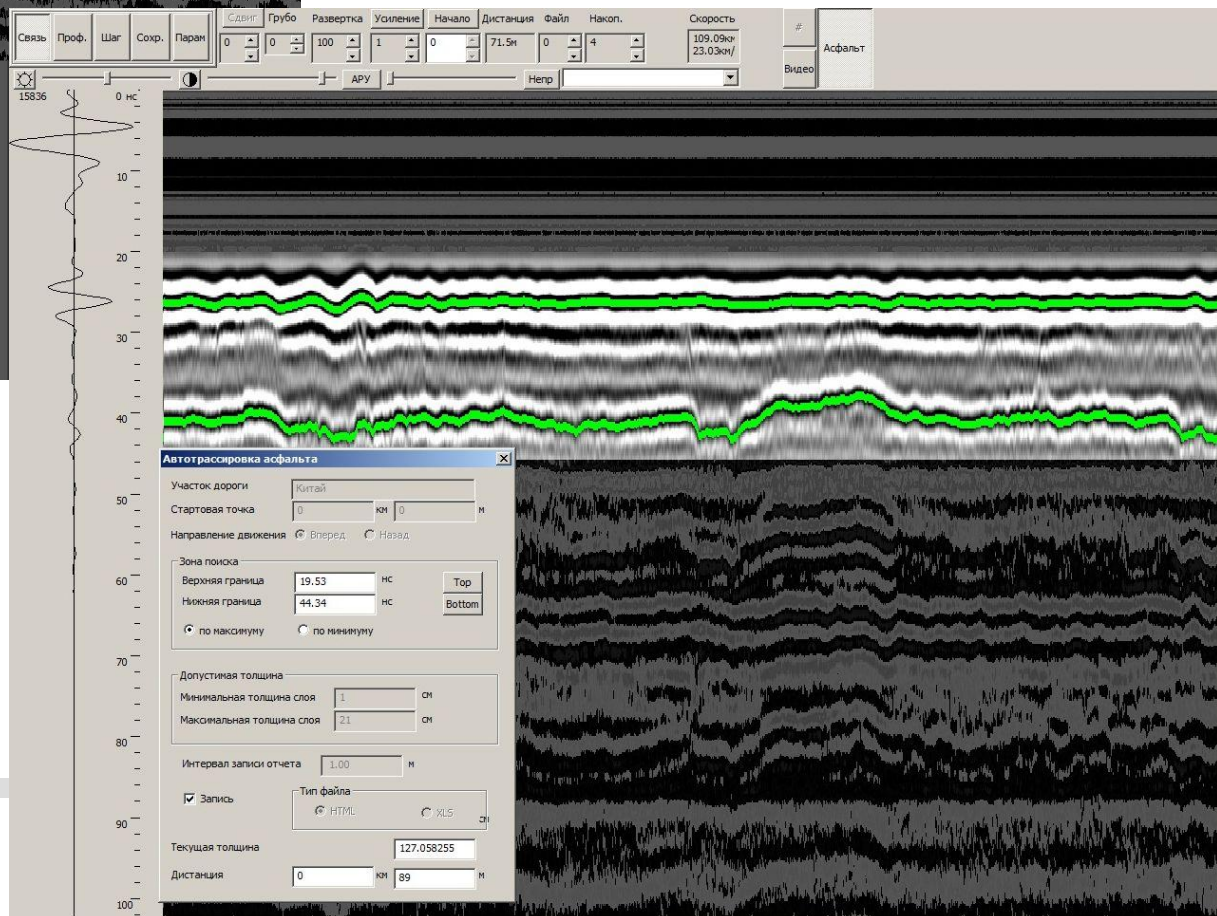 Сдвиг Грубо Развертка Усиление Начало Дистанция Файл Накоп. Скорость
Связь Проф. Шаг Сохр. Парам 0 0 100 1 0 71.5м 0 4 109.09км 23.03км/ # Видео Асфальт
АРУ Непр
15836 0 нс
10
20
30
40
50
60
70
80
90
100
Автотрассировка асфальта
Участок дороги Китай
Стартовая точка 0 км 0 м
Направление движения Вперед Назад
Зона поиска
Верхняя граница 19.53 нс Top
Нижняя граница 44.34 нс Bottom
по максимуму по минимуму
Допустимая толщина
Минимальная толщина слоя 1 см
Максимальная толщина слоя 21 см
Интервал записи отчета 1.00 м
Запись Тип файла
HTML XLS
Текущая толщина 127.058255
Дистанция 0 км 89 м